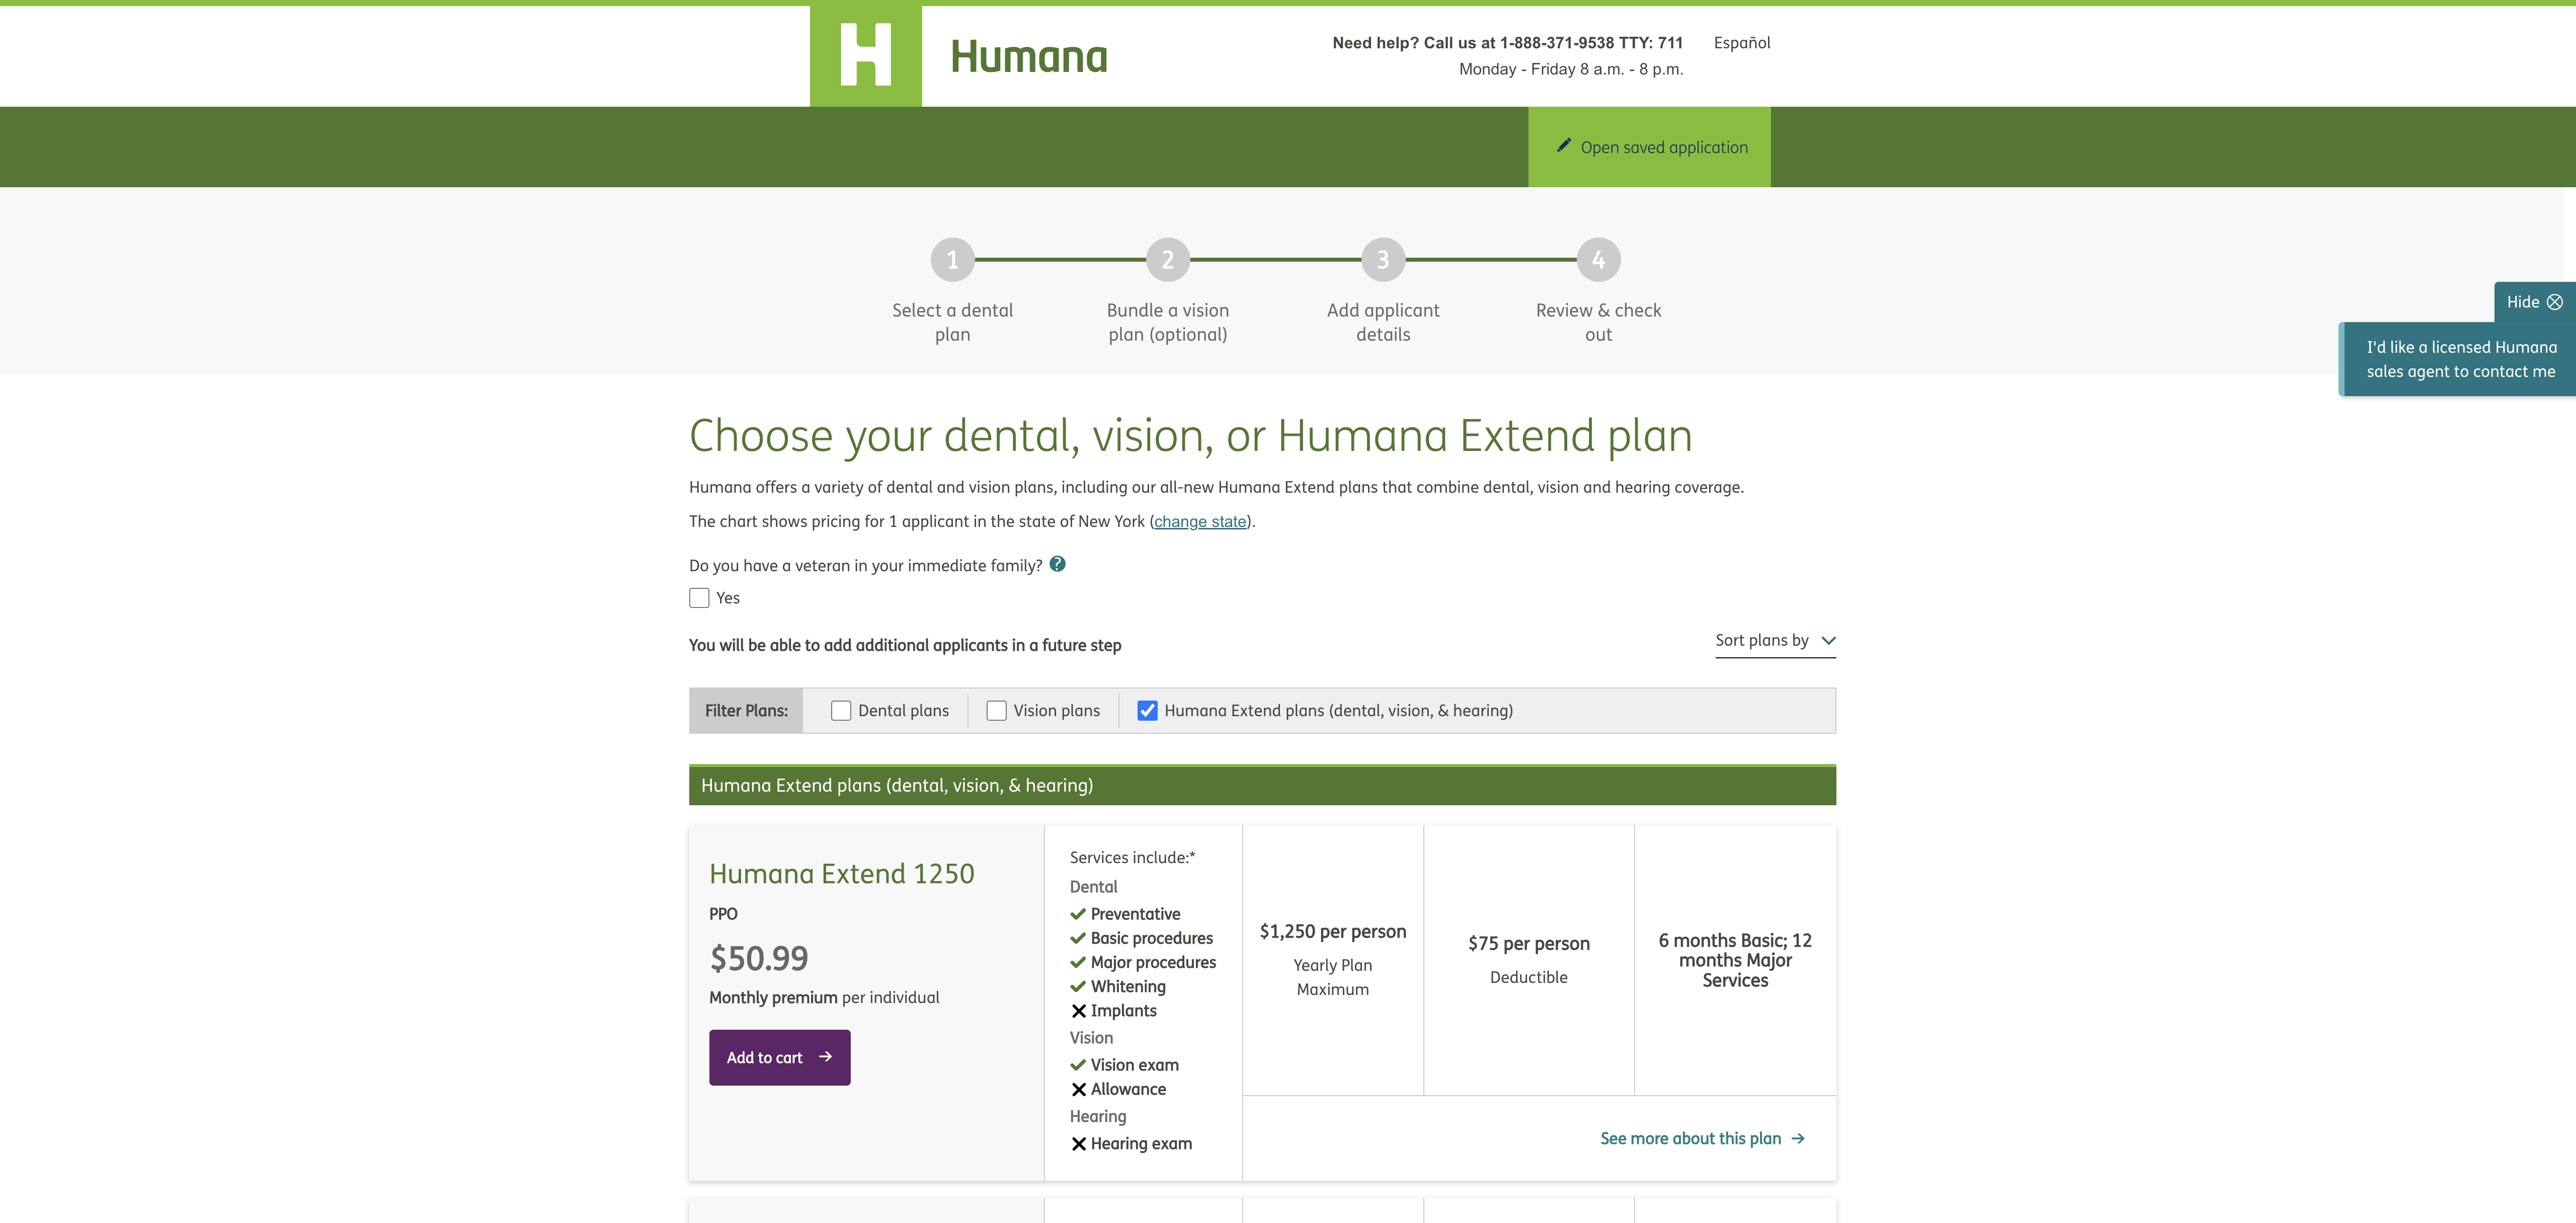 H Humana
Need help? Call us at 1-888-371-9538 TTY: 711
Español
Monday - Friday 8 a.m. - 8 p.m.
Open saved application
1
Select a dental
plan
2
Bundle a vision
plan (optional)
3
Add applicant
details
4
Review & check
out
Hide
I'd like a licensed Humana
sales agent to contact me
Choose your dental, vision, or Humana Extend plan
Humana offers a variety of dental and vision plans, including our all-new Humana Extend plans that combine dental, vision and hearing coverage.
The chart shows pricing for 1 applicant in the state of New York (change state).
Do you have a veteran in your immediate family? ?
Yes
You will be able to add additional applicants in a future step
Sort plans by
Filter Plans: Dental plans Vision plans Humana Extend plans (dental, vision, & hearing)
Humana Extend plans (dental, vision, & hearing)
Humana Extend 1250
PPO
$50.99
Monthly premium per individual
Add to cart
Services include:*
Dental
Preventative
Basic procedures
Major procedures
Whitening
Implants
Vision
Vision exam
Allowance
Hearing
Hearing exam
$1,250 per person
Yearly Plan
Maximum
$75 per person
Deductible
6 months Basic; 12
months Major
Services
See more about this plan